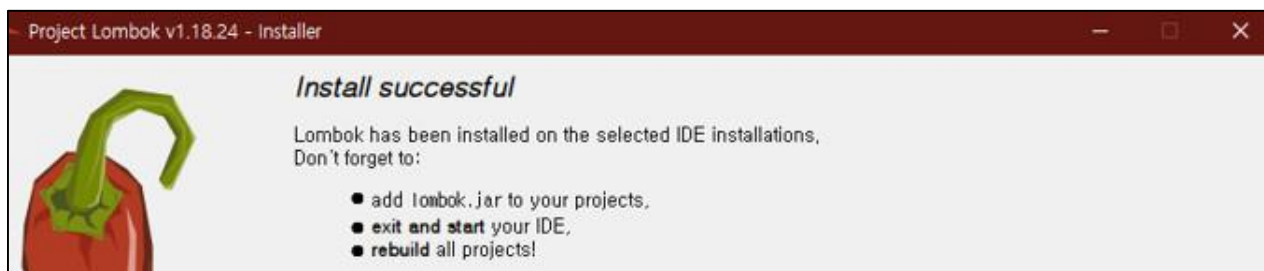 Project Lombok v1.18.24 - Installer
Install successful
Lombok has been installed on the selected IDE installations,
Don't forget to:
● add lombok.jar to your projects,
● exit and start your IDE,
● rebuild all projects!